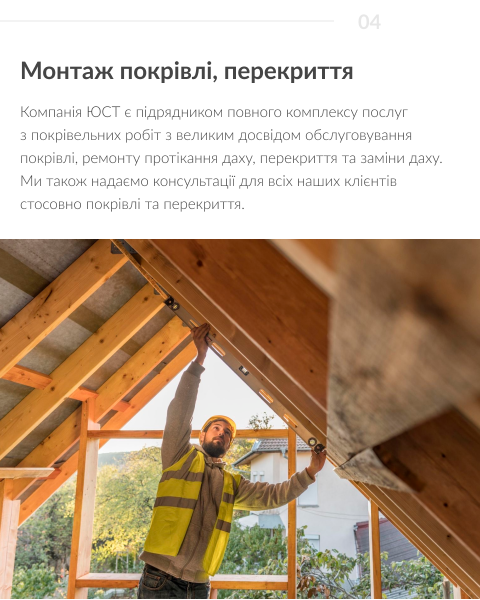 04
Монтаж покрівлі, перекриття
Компанія ЮСТ є підрядником повного комплексу послуг
з покрівельних робіт з великим досвідом обслуговування
покрівлі, ремонту протікання даху, перекриття та заміни даху.
Ми також надаємо консультації для всіх наших клієнтів
стосовно покрівлі та перекриття.